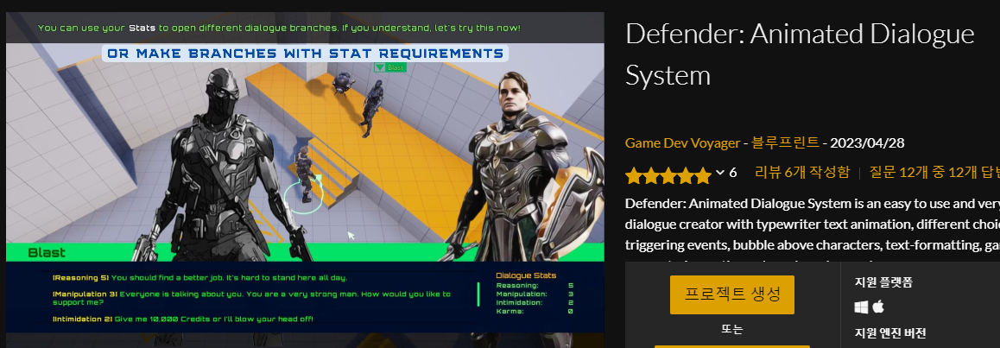 You can use your Stats to open different dialogue branches. If you understand, let's try this now!
OR MAKE BRANCHES WITH STAT REQUIREMENTS
Blast
Blast
[Reasoning 5] You should find a better job. It's hard to stand here all day.
[Manipulation 3] Everyone is talking about you. You are a very strong man. How would you like to
support me?
[Intimidation 2] Give me 10,000 Credits or I'll blow your head off!
Dialogue Stats
Reasoning: 5
Manipulation: 3
Intimidation: 2
Karma: 0
Defender: Animated Dialogue
System
Game Dev Voyager - 블루프린트 - 2023/04/28
6 리뷰 6개 작성함 | 질문 12개 중 12개 답변
Defender: Animated Dialogue System is an easy to use and very
dialogue creator with typewriter text animation, different choi
triggering events, bubble above characters, text-formatting, ga
프로젝트 생성
또는
지원 플랫폼
지원 엔진 버전